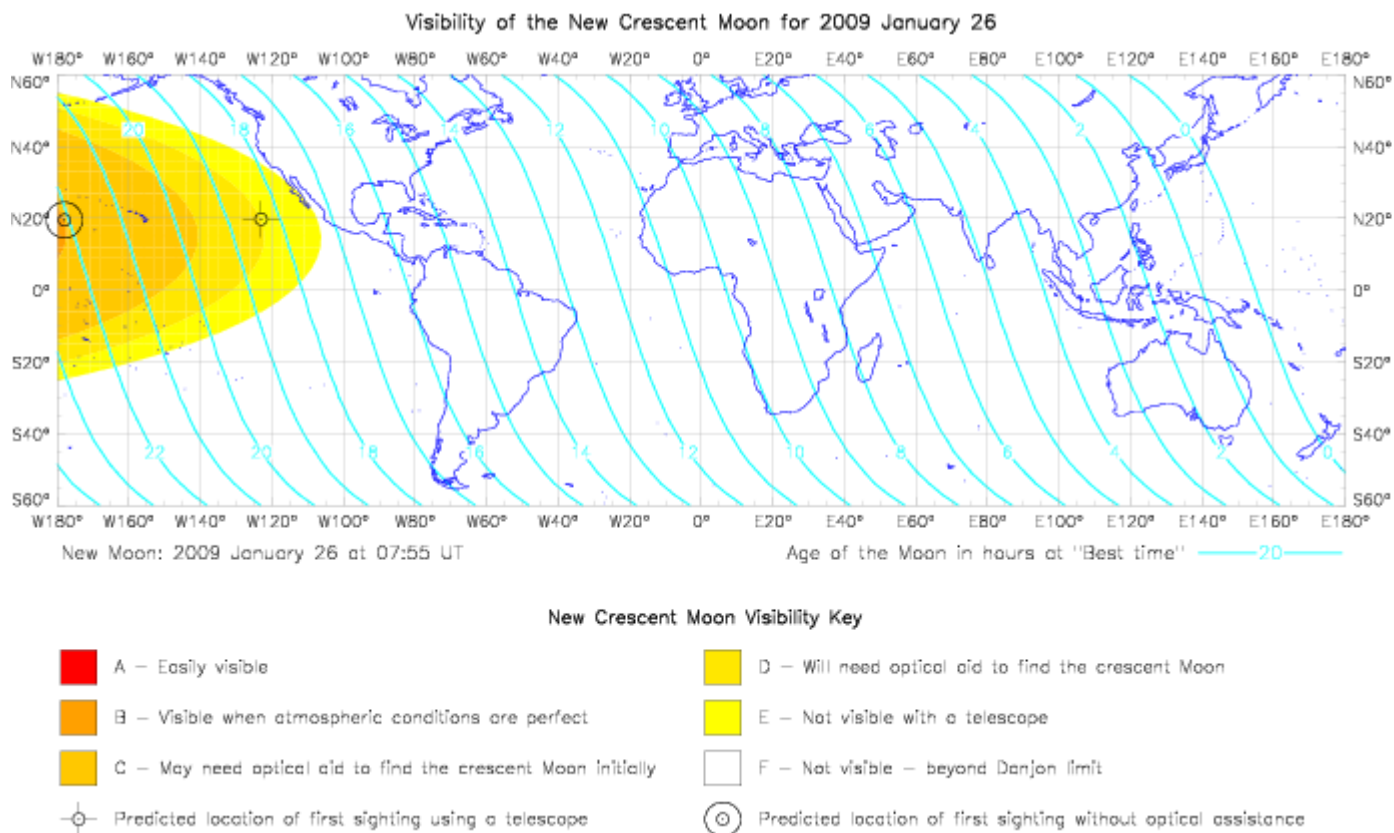 Visibility of the New Crescent Moon for 2009 January 26
W180° W160° W140° W120° W100° W80° W60° W40° W20° 0° E20° E40° E60° E80° E100° E120° E140° E160° E180°
N60° N60°
20 18 16 14 12 10 8 6 4 2 0
N40° N40°
N20° N20°
0° 0°
S20° S20°
S40° S40°
22 20 18 16 14 12 10 8 6 4 2 0
S60° S60°
W180° W160° W140° W120° W100° W80° W60° W40° W20° 0° E20° E40° E60° E80° E100° E120° E140° E160° E180°
New Moon: 2009 January 26 at 07:55 UT
Age of the Moon in hours at "Best time" 20
New Crescent Moon Visibility Key
A – Easily visible
D – Will need optical aid to find the crescent Moon
B – Visible when atmospheric conditions are perfect
E – Not visible with a telescope
C – May need optical aid to find the crescent Moon initially
F – Not visible – beyond Danjon limit
Predicted location of first sighting using a telescope
Predicted location of first sighting without optical assistance